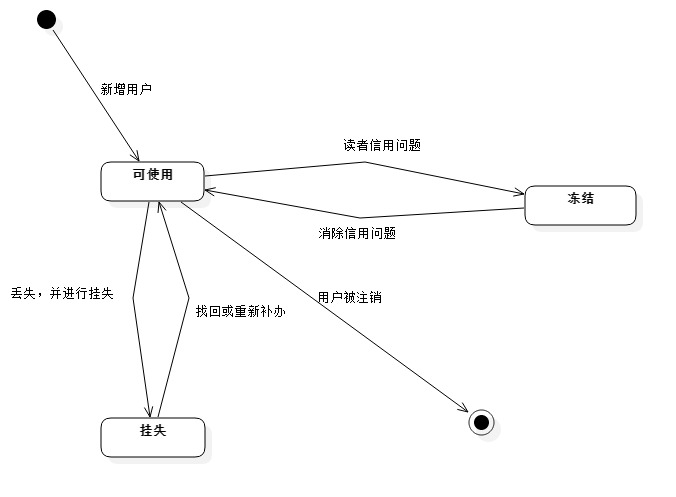 新增用户
读者信用问题
可使用
冻结
消除信用问题
丢失，并进行挂失
用户被注销
找回或重新补办
挂失